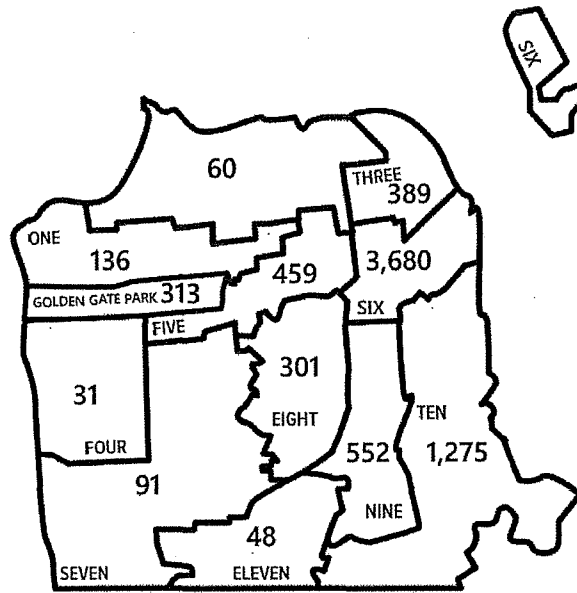 SIX
60
THREE
389
ONE
136
459
3,680
GOLDEN GATE PARK 313
FIVE
SIX
301
31
EIGHT
TEN
FOUR
552
1,275
91
48
NINE
SEVEN
ELEVEN